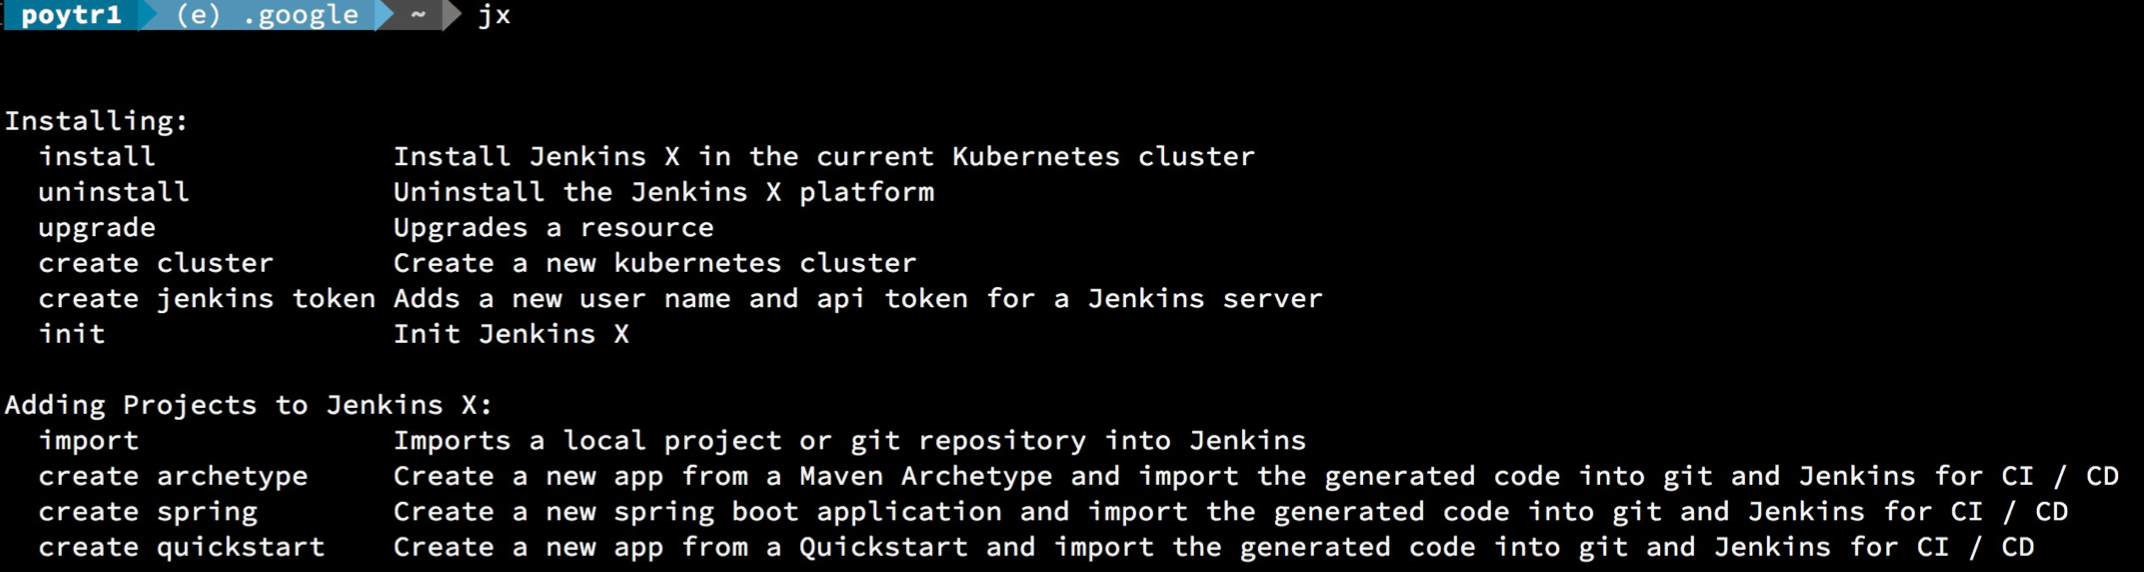 poytr1 (e) .google ~ jx
Installing:
install Install Jenkins X in the current Kubernetes cluster
uninstall Uninstall the Jenkins X platform
upgrade Upgrades a resource
create cluster Create a new kubernetes cluster
create jenkins token Adds a new user name and api token for a Jenkins server
init Init Jenkins X
Adding Projects to Jenkins X:
import Imports a local project or git repository into Jenkins
create archetype Create a new app from a Maven Archetype and import the generated code into git and Jenkins for CI / CD
create spring Create a new spring boot application and import the generated code into git and Jenkins for CI / CD
create quickstart Create a new app from a Quickstart and import the generated code into git and Jenkins for CI / CD